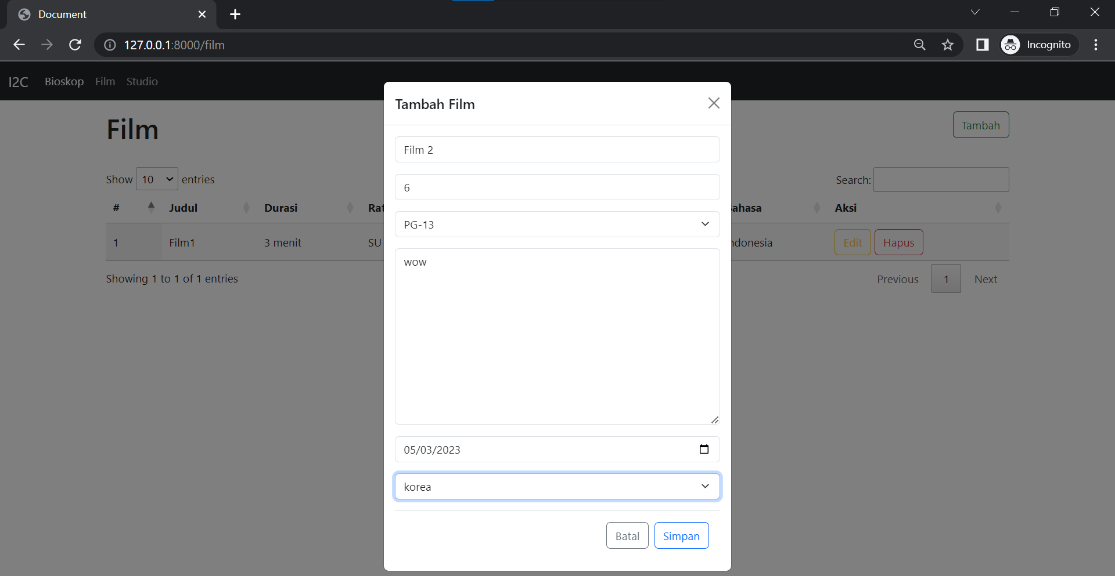 Document
127.0.0.1:8000/film
Incognito
I2C Bioskop Film Studio
Tambah Film
Film
Tambah
Film 2
Show 10 entries
Search:
6
# Judul Durasi Rat
ahasa Aksi
PG-13
1 Film1 3 menit SU
ndonesia Edit Hapus
wow
Showing 1 to 1 of 1 entries
Previous 1 Next
05/03/2023
korea
Batal Simpan